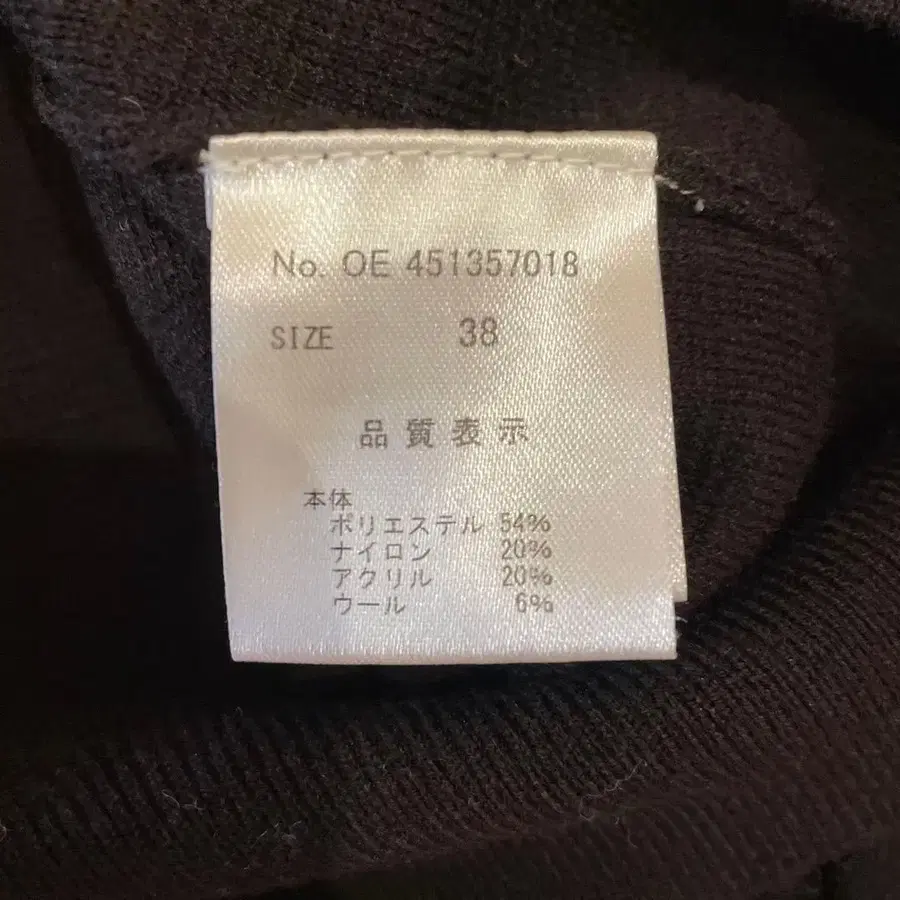 No. OE 451357018
SIZE 38
品質表示
本体
ポリエステル 54%
ナイロン 20%
アクリル 20%
ウール 6%